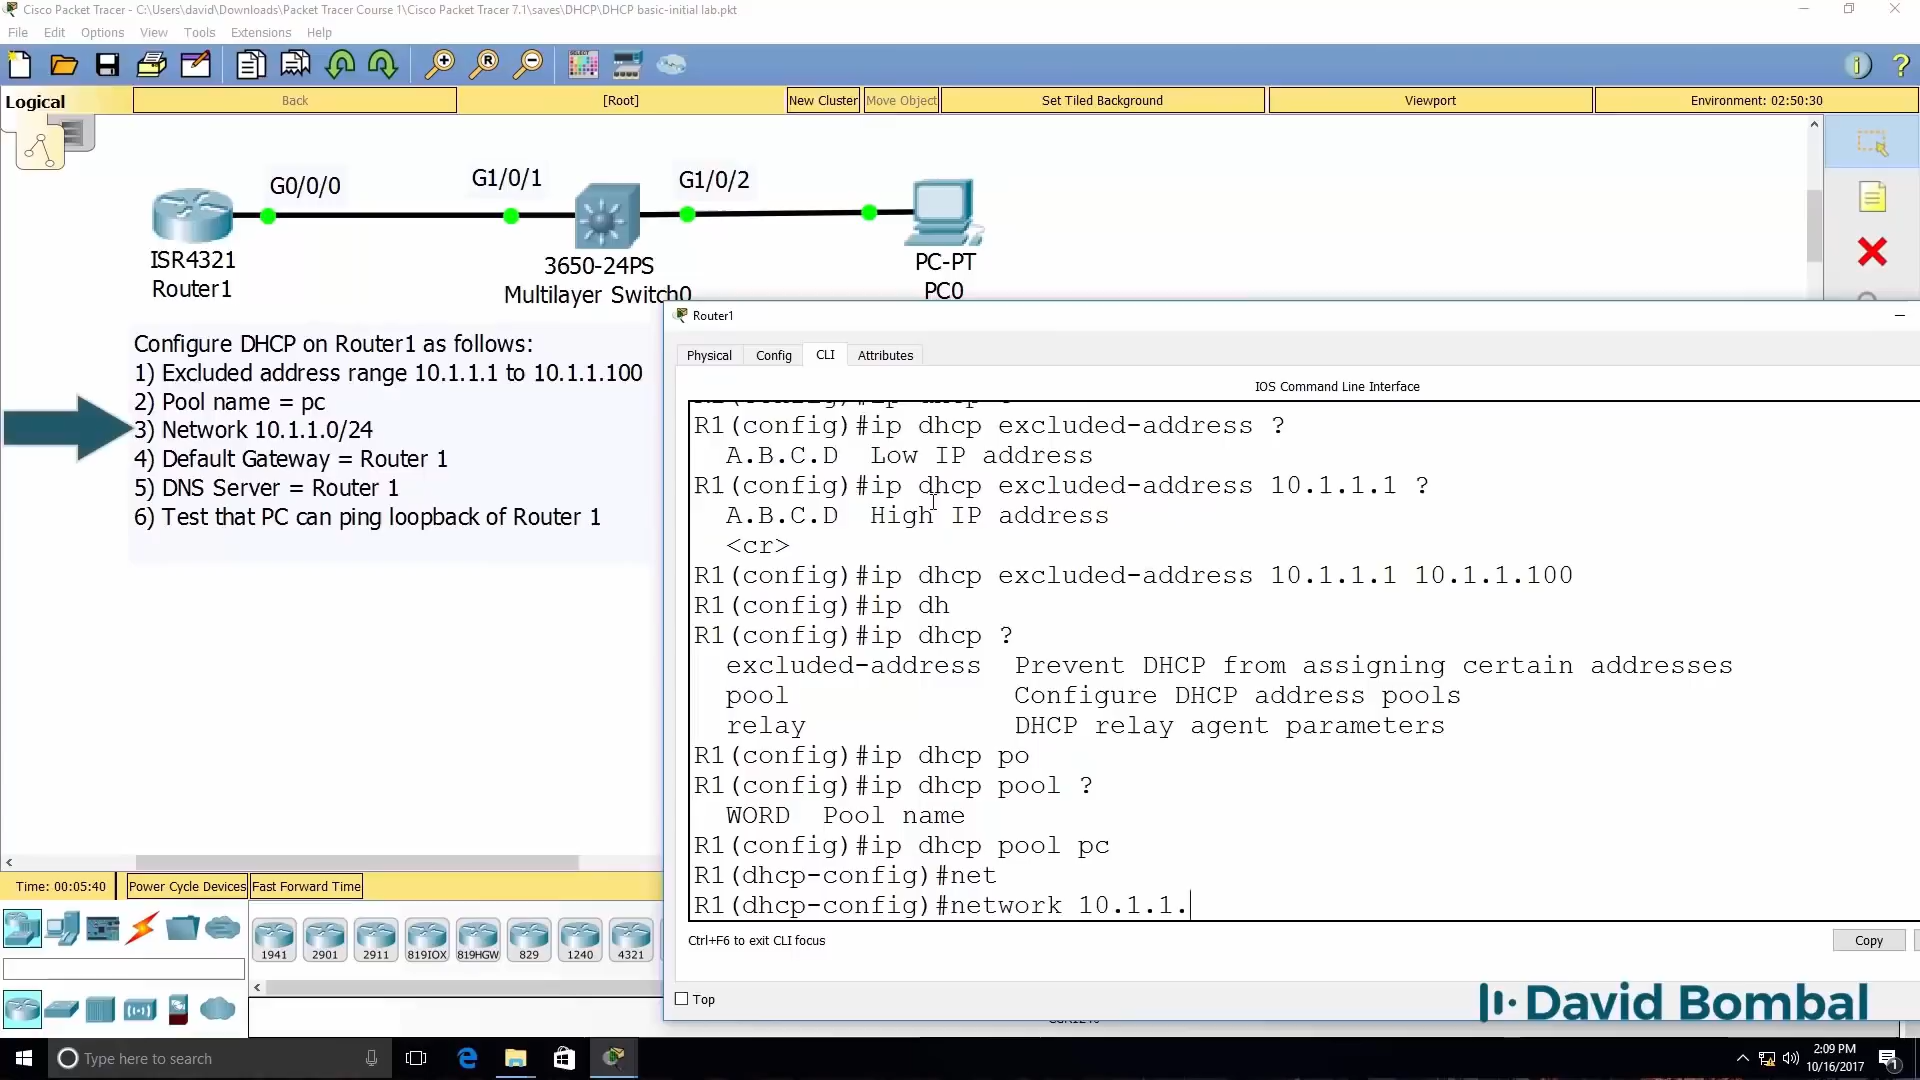 Cisco Packet Tracer - C:\Users\david\Downloads\Packet Tracer Course 1\Cisco Packet Tracer 7.1\saves\DHCP\DHCP basic-initial lab.pkt
File Edit Options View Tools Extensions Help
Logical Back [Root] New Cluster Move Object Set Tiled Background Viewport Environment: 02:50:30
G0/0/0 G1/0/1 G1/0/2
ISR4321
Router1
3650-24PS
Multilayer Switch0
PC-PT
PC0
Configure DHCP on Router1 as follows:
1) Excluded address range 10.1.1.1 to 10.1.1.100
2) Pool name = pc
3) Network 10.1.1.0/24
4) Default Gateway = Router 1
5) DNS Server = Router 1
6) Test that PC can ping loopback of Router 1
Router1
Physical Config CLI Attributes
IOS Command Line Interface
R1(config)#ip dhcp excluded-address ?
A.B.C.D Low IP address
R1(config)#ip dhcp excluded-address 10.1.1.1 ?
A.B.C.D High IP address
<cr>
R1(config)#ip dhcp excluded-address 10.1.1.1 10.1.1.100
R1(config)#ip dh
R1(config)#ip dhcp ?
excluded-address Prevent DHCP from assigning certain addresses
pool Configure DHCP address pools
relay DHCP relay agent parameters
R1(config)#ip dhcp po
R1(config)#ip dhcp pool ?
WORD Pool name
R1(config)#ip dhcp pool pc
R1(dhcp-config)#net
R1(dhcp-config)#network 10.1.1.
Ctrl+F6 to exit CLI focus
Copy
Top
Time: 00:05:40 Power Cycle Devices Fast Forward Time
1941 2901 2911 819IOX 819HGW 829 1240 4321
David Bombal
Type here to search
2:09 PM
10/16/2017